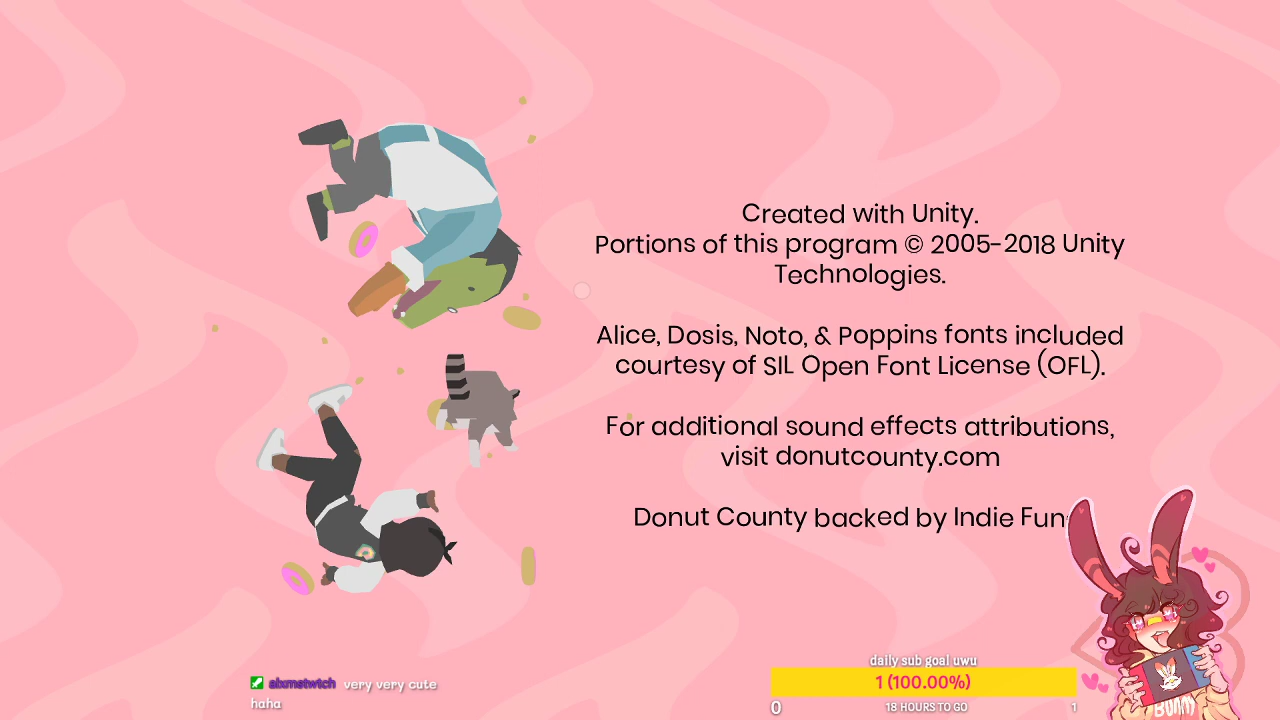 Created with Unity.
Portions of this program © 2005-2018 Unity
Technologies.
Alice, Dosis, Noto, & Poppins fonts included
courtesy of SIL Open Font License (OFL).
For additional sound effects attributions,
visit donutcounty.com
Donut County backed by Indie Fun
daily sub goal uwu
1 (100.00%)
0 18 HOURS TO GO 1
alxmstwtch very very cute
haha
BUNNY